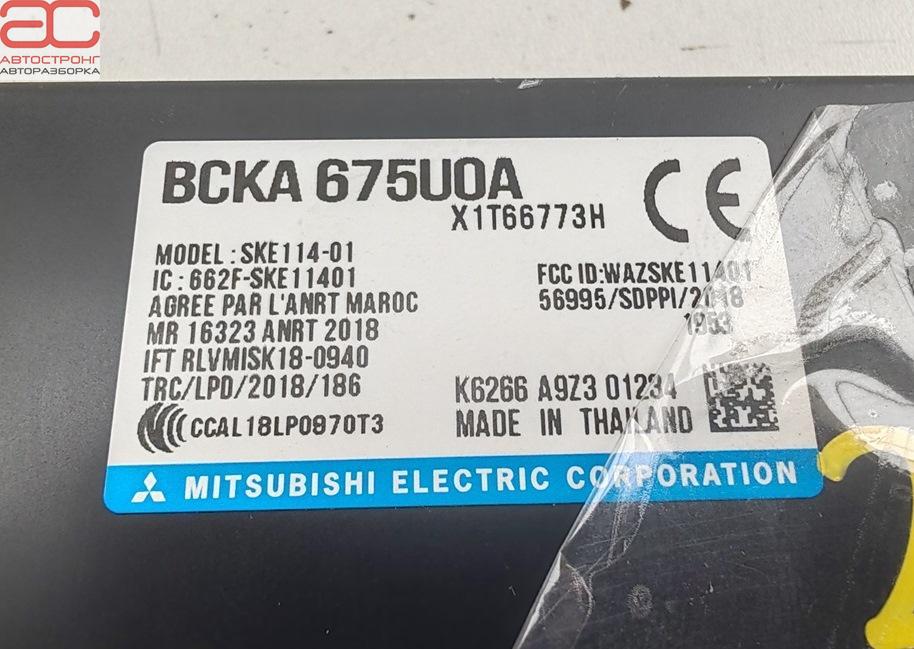 АС
АВТОСТРОНГ
АВТОРАЗБОРКА
BCKA 675U0A
X1T66773H
CE
MODEL : SKE114-01
IC : 662F-SKE11401
AGREE PAR L'ANRT MAROC
MR 16323 ANRT 2018
IFT RLVMISK18-0940
TRC/LPD/2018/186
CCAL18LP0870T3
FCC ID:WAZSKE11401
56995/SDPPI/2018
1953
K6266 A9Z3 01234
MADE IN THAILAND
MITSUBISHI ELECTRIC CORPORATION